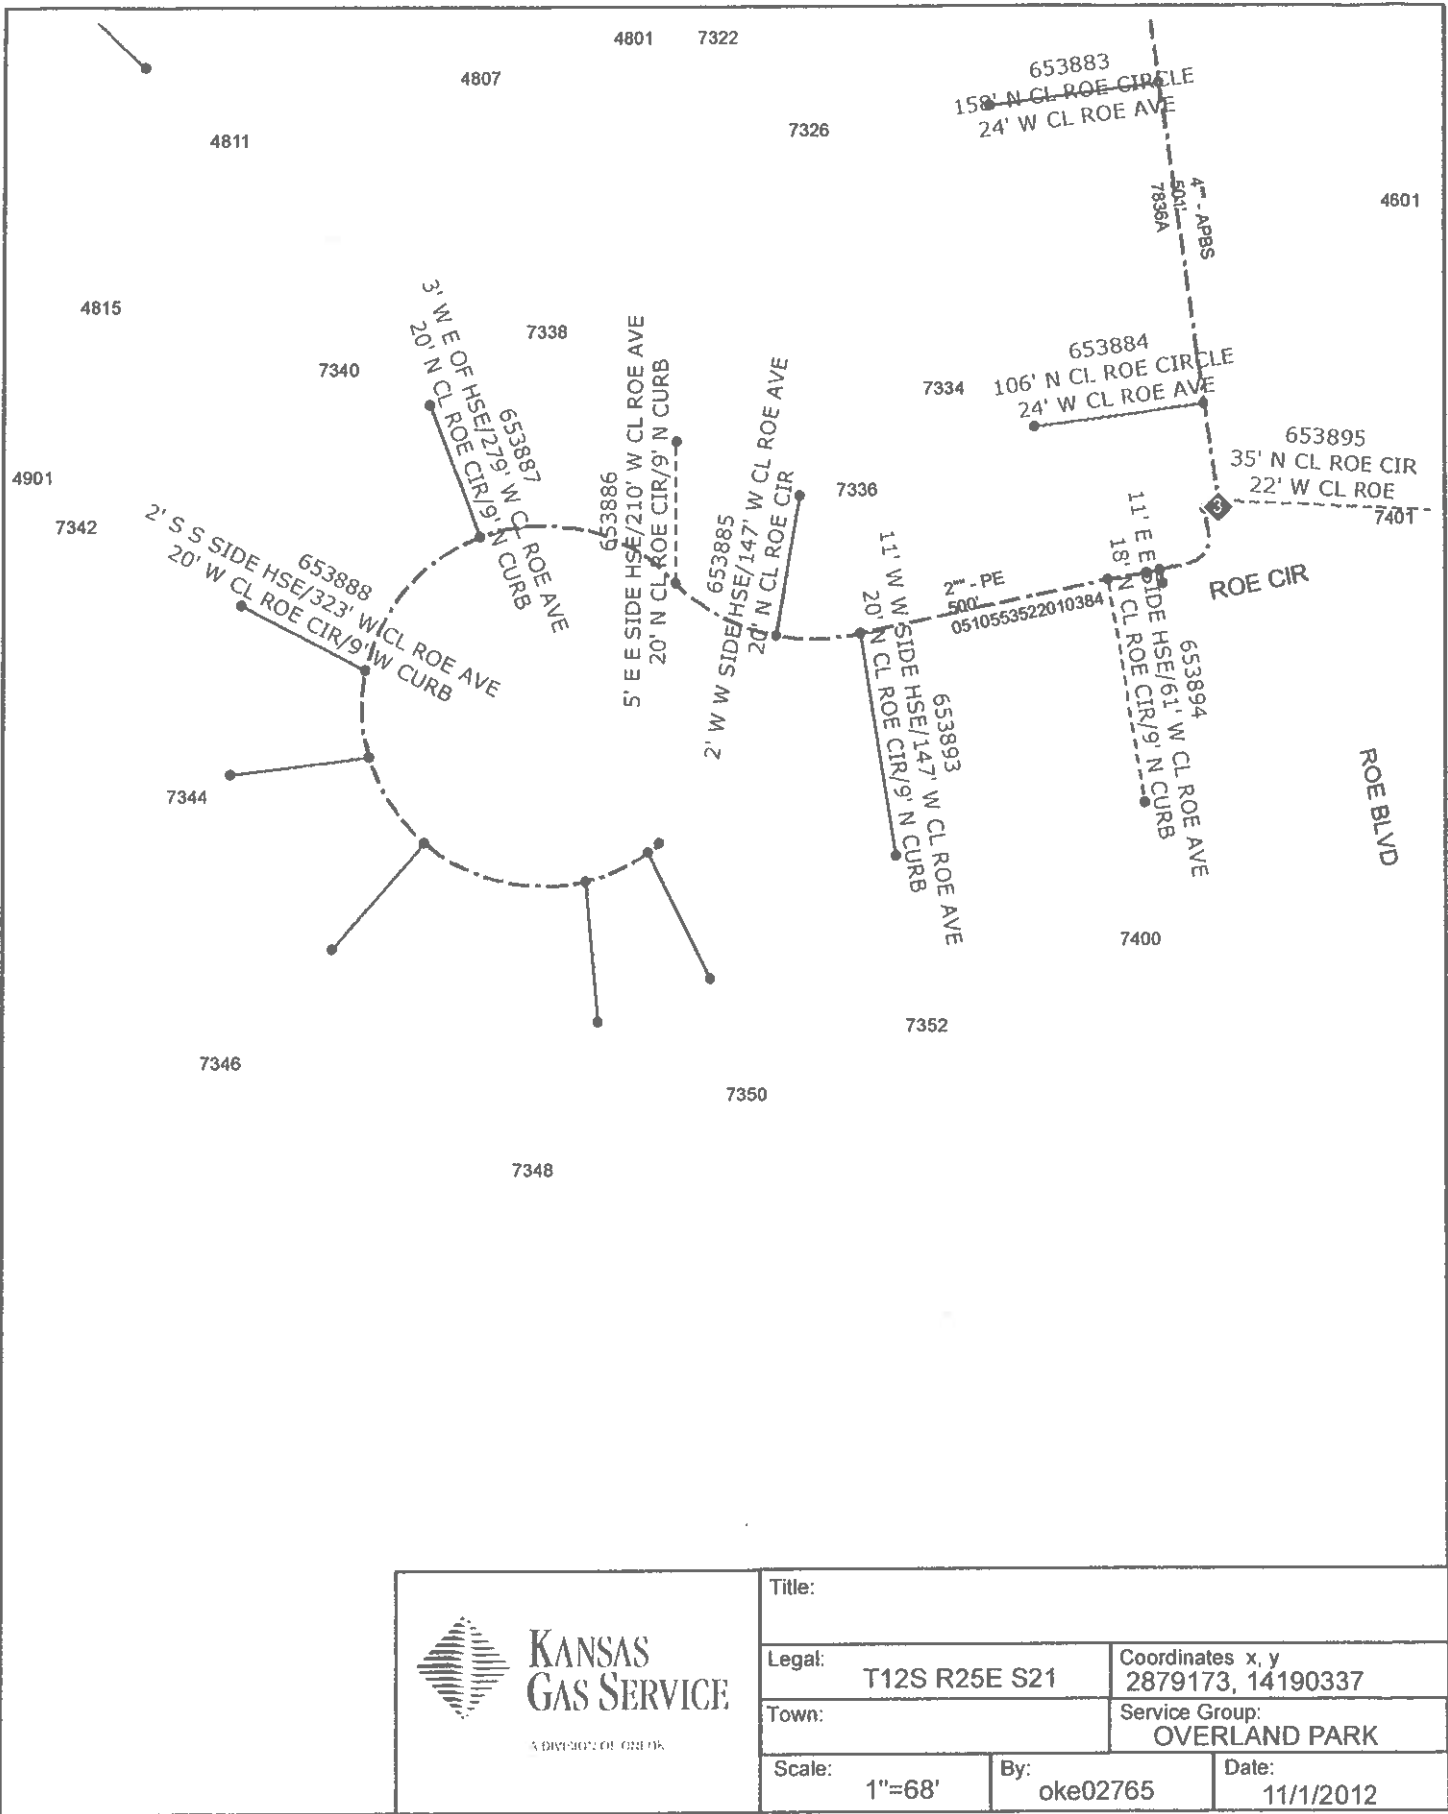 4801
7322
4807
4811
7326
653883
158' N CL ROE CIRCLE
24' W CL ROE AVE
4"" - APBS
501'
7836A
4601
4815
7340
7338
3' W E OF HSE/279' W CL ROE AVE
20' N CL ROE CIR/9' N CURB
653887
653886
5' E E SIDE HSE/210' W CL ROE AVE
20' N CL ROE CIR/9' N CURB
653885
2' W W SIDE HSE/147' W CL ROE AVE
20' N CL ROE CIR
7334
653884
106' N CL ROE CIRCLE
24' W CL ROE AVE
653895
35' N CL ROE CIR
22' W CL ROE
7401
3
4901
7342
653888
2' S S SIDE HSE/323' W CL ROE AVE
20' W CL ROE CIR/9' W CURB
7336
653893
11' W W SIDE HSE/147' W CL ROE AVE
20' N CL ROE CIR/9' N CURB
2"" - PE
500'
0510553522010384
653894
11' E E SIDE HSE/61' W CL ROE AVE
18' N CL ROE CIR/9' N CURB
ROE CIR
ROE BLVD
7344
7400
7352
7346
7350
7348
KANSAS
GAS SERVICE
A DIVISION OF ONEOK
Title:
Legal:
T12S R25E S21
Coordinates x, y
2879173, 14190337
Town:
Service Group:
OVERLAND PARK
Scale:
1"=68'
By:
oke02765
Date:
11/1/2012